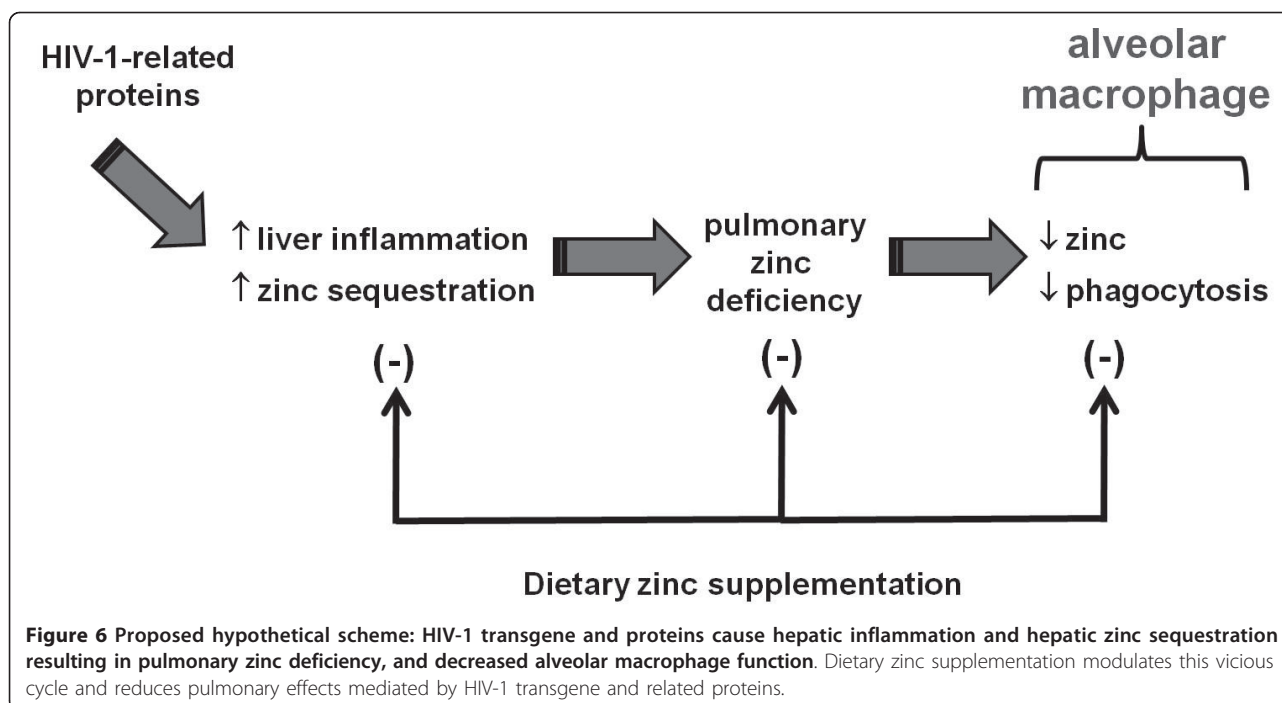 HIV-1-related
proteins
alveolar
macrophage
↑ liver inflammation
↑ zinc sequestration
pulmonary
zinc
deficiency
↓ zinc
↓ phagocytosis
(-)
(-)
(-)
Dietary zinc supplementation
Figure 6 Proposed hypothetical scheme: HIV-1 transgene and proteins cause hepatic inflammation and hepatic zinc sequestration
resulting in pulmonary zinc deficiency, and decreased alveolar macrophage function. Dietary zinc supplementation modulates this vicious
cycle and reduces pulmonary effects mediated by HIV-1 transgene and related proteins.